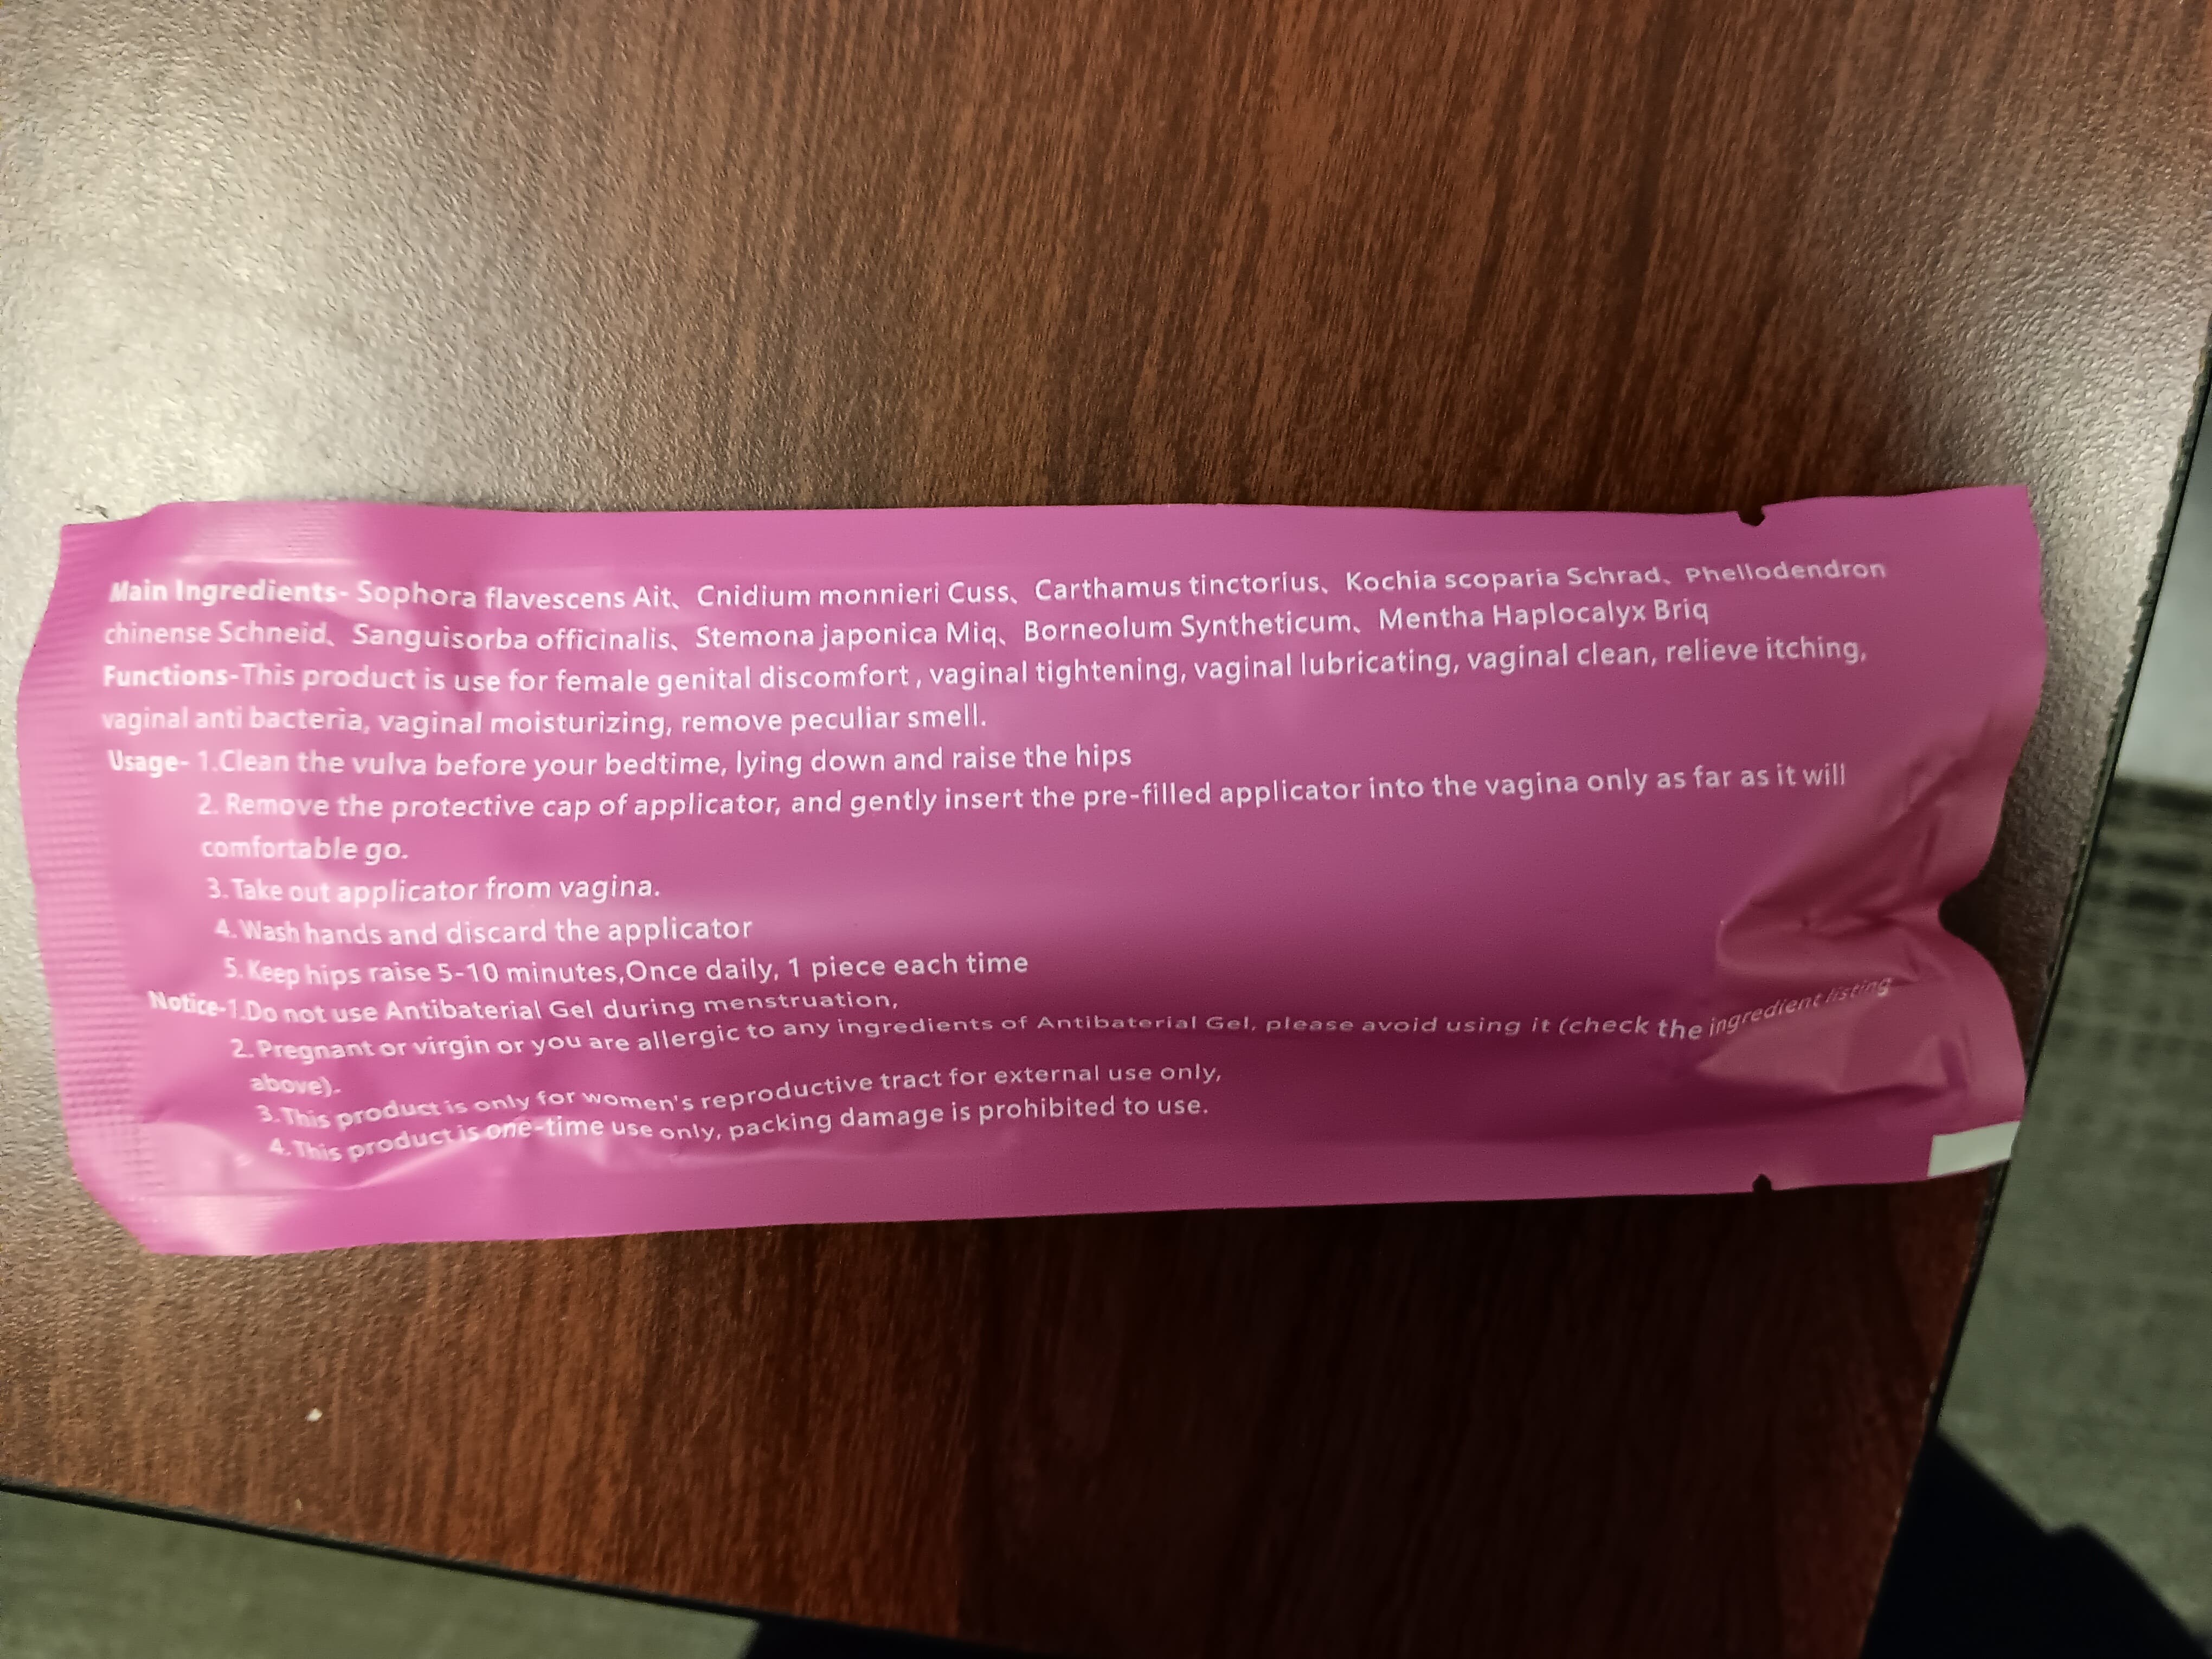 Main Ingredients- Sophora flavescens Ait、Cnidium monnieri Cuss、Carthamus tinctorius、Kochia scoparia Schrad、Phellodendron
chinense Schneid、Sanguisorba officinalis、Stemona japonica Miq、Borneolum Syntheticum、Mentha Haplocalyx Briq
Functions-This product is use for female genital discomfort , vaginal tightening, vaginal lubricating, vaginal clean, relieve itching,
vaginal anti bacteria, vaginal moisturizing, remove peculiar smell.
Usage- 1.Clean the vulva before your bedtime, lying down and raise the hips
2. Remove the protective cap of applicator, and gently insert the pre-filled applicator into the vagina only as far as it will
comfortable go.
3. Take out applicator from vagina.
4. Wash hands and discard the applicator
5. Keep hips raise 5-10 minutes,Once daily, 1 piece each time
Notice-1.Do not use Antibaterial Gel during menstruation,
2. Pregnant or virgin or you are allergic to any ingredients of Antibaterial Gel, please avoid using it (check the ingredient listing
above).
3. This product is only for women's reproductive tract for external use only,
4. This product is one-time use only, packing damage is prohibited to use.